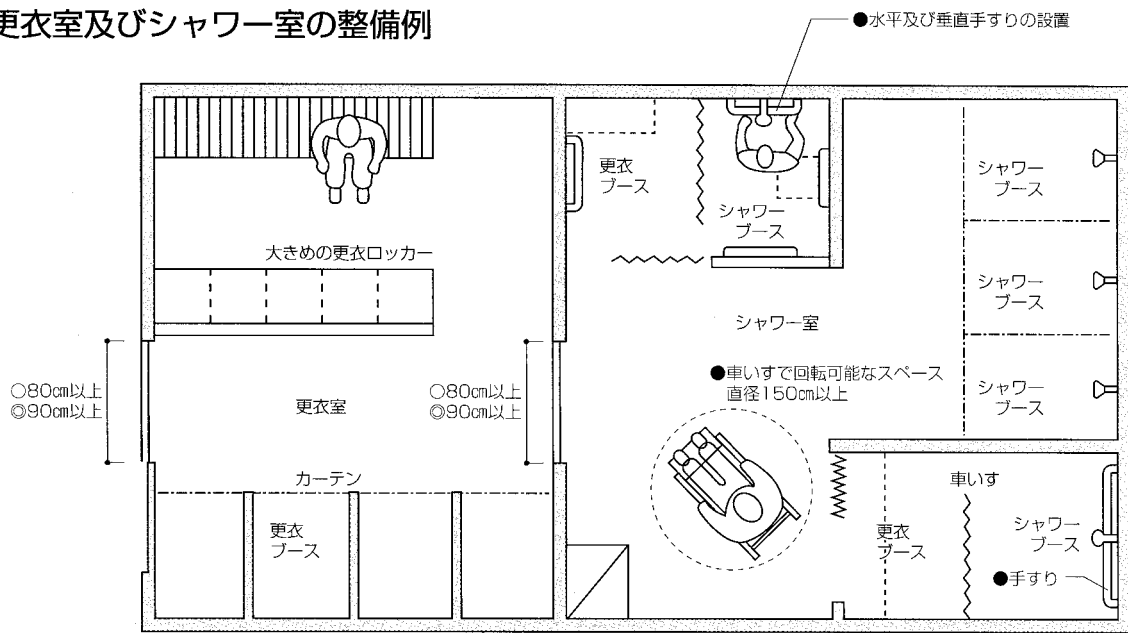 更衣室及びシャワー室の整備例
●水平及び垂直手すりの設置
更衣
ブース
シャワー
ブース
シャワー
ブース
大きめの更衣ロッカー
シャワー
ブース
シャワー室
○80㎝以上
◎90㎝以上
更衣室
○80㎝以上
◎90㎝以上
●車いすで回転可能なスペース
直径150㎝以上
シャワー
ブース
カーテン
車いす
更衣
ブース
更衣
ブース
シャワー
ブース
●手すり